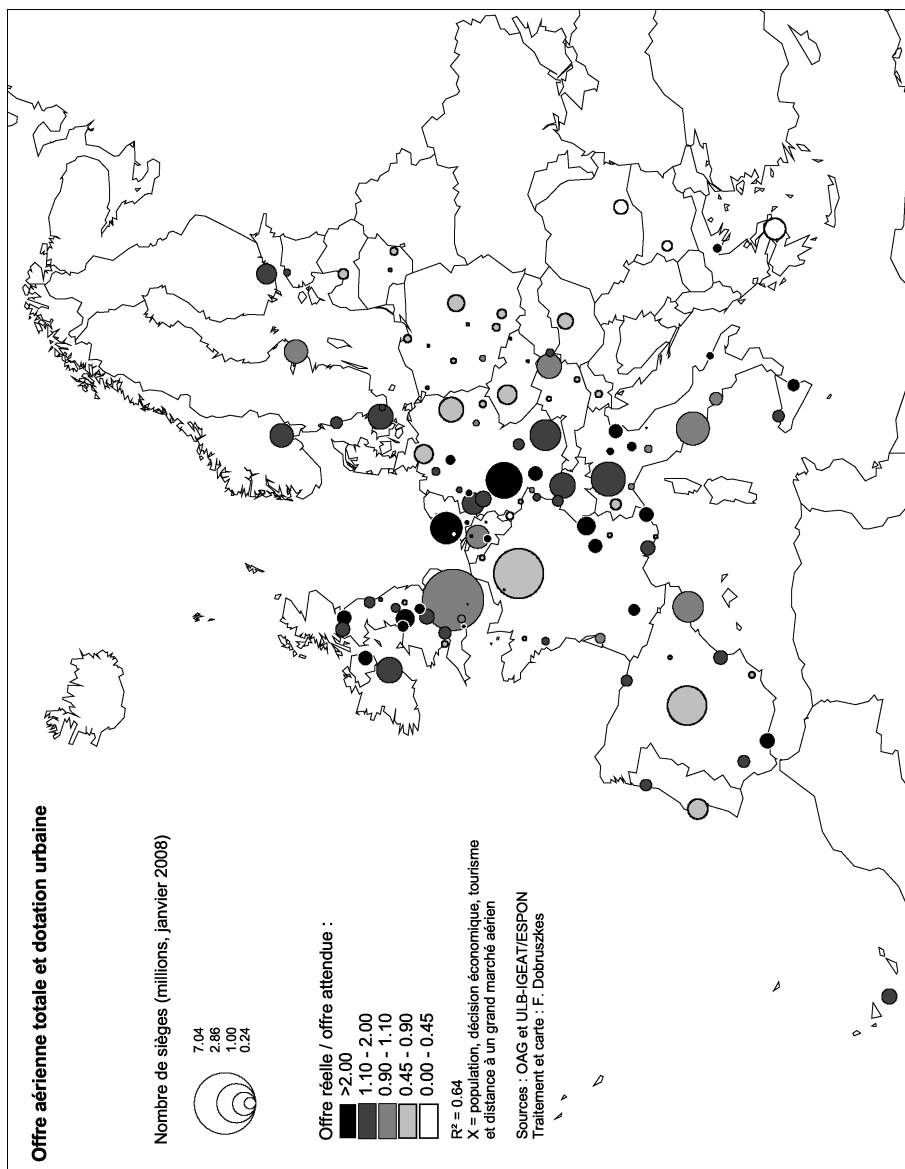 Offre aérienne totale et dotation urbaine
Nombre de sièges (millions, janvier 2008)
7.04
2.86
1.00
0.24
Offre réelle / offre attendue :
>2.00
1.10 - 2.00
0.90 - 1.10
0.45 - 0.90
0.00 - 0.45
R² = 0.64
X = population, décision économique, tourisme
et distance à un grand marché aérien
Sources : OAG et ULB-IGEAT/ESPON
Traitement et carte : F. Dobruszkes